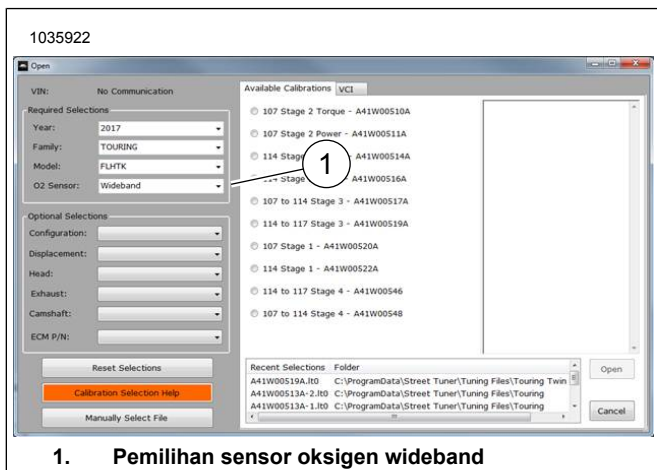 1035922
Open
VIN: No Communication
Required Selections
Year: 2017
Family: TOURING
Model: FLHTK
O2 Sensor: Wideband
Optional Selections
Configuration:
Displacement:
Head:
Exhaust:
Camshaft:
ECM P/N:
Reset Selections
Calibration Selection Help
Manually Select File
Available Calibrations VCI
107 Stage 2 Torque - A41W00510A
107 Stage 2 Power - A41W00511A
114 Stage A41W00514A
114 Stage A41W00516A
107 to 114 Stage 3 - A41W00517A
114 to 117 Stage 3 - A41W00519A
107 Stage 1 - A41W00520A
114 Stage 1 - A41W00522A
114 to 117 Stage 4 - A41W00546
107 to 114 Stage 4 - A41W00548
1
Recent Selections Folder
A41W00519A.lt0 C:\ProgramData\Street Tuner\Tuning Files\Touring Twin
A41W00513A-2.lt0 C:\ProgramData\Street Tuner\Tuning Files\Touring
A41W00513A-1.lt0 C:\ProgramData\Street Tuner\Tuning Files\Touring
Open
Cancel
1. Pemilihan sensor oksigen wideband